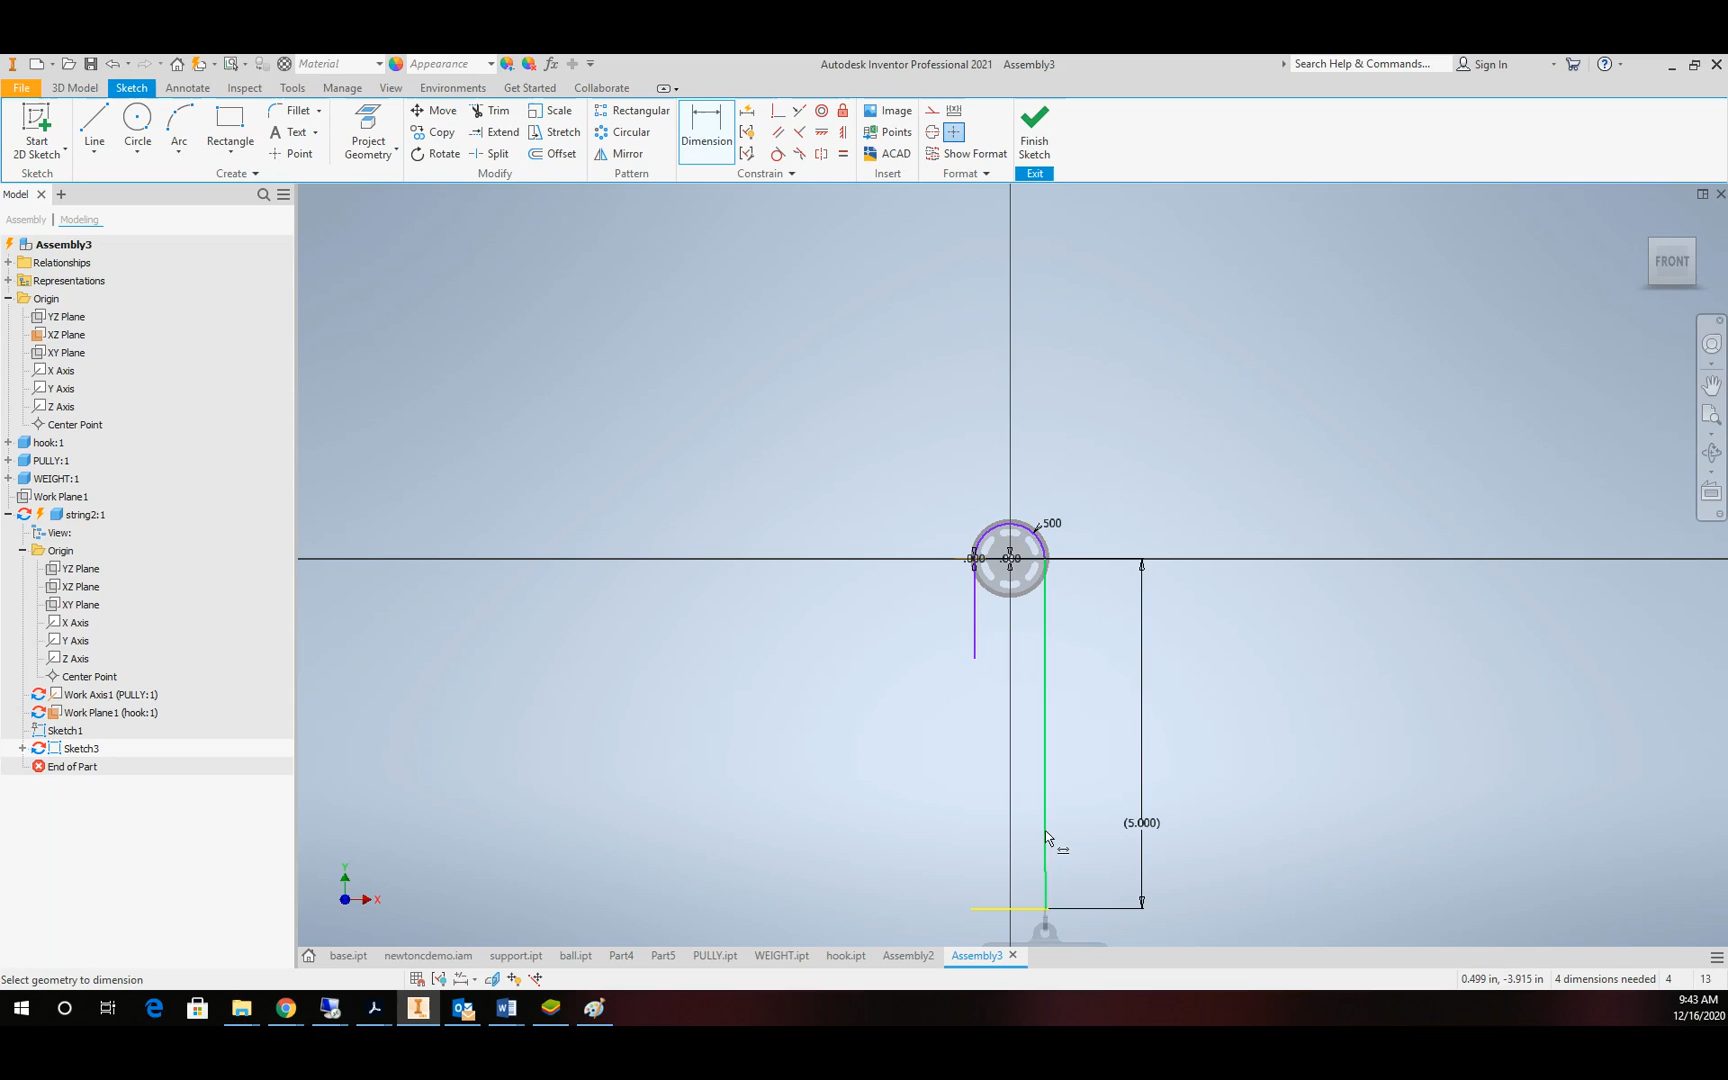 Material
Appearance
Autodesk Inventor Professional 2021 Assembly3
Search Help & Commands...
Sign In
File
3D Model
Sketch
Annotate
Inspect
Tools
Manage
View
Environments
Get Started
Collaborate
Start
2D Sketch
Line
Circle
Arc
Rectangle
Fillet
Text
Point
Project
Geometry
Move
Copy
Rotate
Trim
Extend
Split
Scale
Stretch
Offset
Rectangular
Circular
Mirror
Dimension
Image
Points
ACAD
Show Format
Finish
Sketch
Sketch
Create
Modify
Pattern
Constrain
Insert
Format
Exit
Model
Assembly
Modeling
Assembly3
Relationships
Representations
Origin
YZ Plane
XZ Plane
XY Plane
X Axis
Y Axis
Z Axis
Center Point
hook:1
PULLY:1
WEIGHT:1
Work Plane1
string2:1
View:
Origin
YZ Plane
XZ Plane
XY Plane
X Axis
Y Axis
Z Axis
Center Point
Work Axis1 (PULLY:1)
Work Plane1 (hook:1)
Sketch1
Sketch3
End of Part
FRONT
500
.000
.000
(5.000)
Y
X
base.ipt
newtoncdemo.iam
support.ipt
ball.ipt
Part4
Part5
PULLY.ipt
WEIGHT.ipt
hook.ipt
Assembly2
Assembly3
Select geometry to dimension
0.499 in, -3.915 in
4 dimensions needed
4
13
9:43 AM
12/16/2020